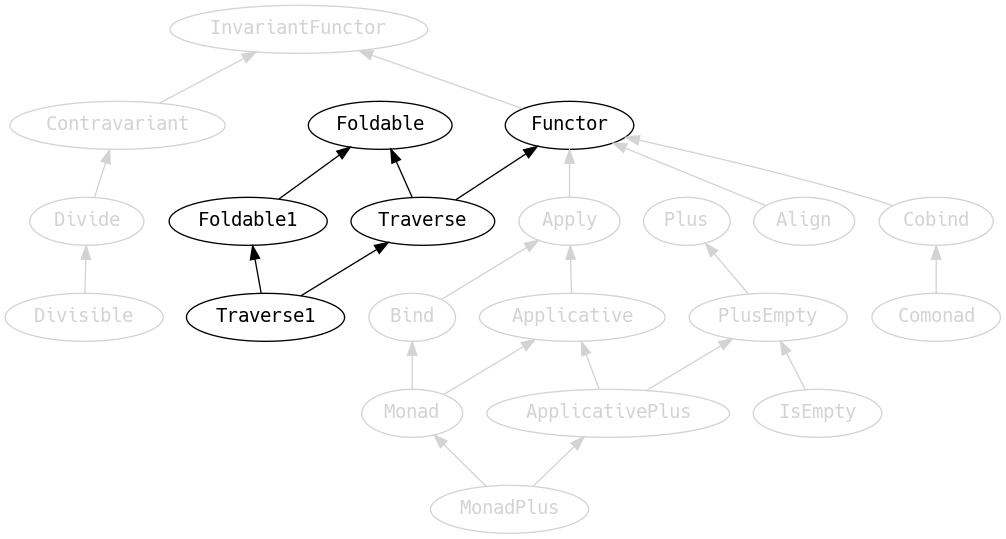 InvariantFunctor
Contravariant
Foldable
Functor
Divide
Foldable1
Traverse
Apply
Plus
Align
Cobind
Divisible
Traverse1
Bind
Applicative
PlusEmpty
Comonad
Monad
ApplicativePlus
IsEmpty
MonadPlus